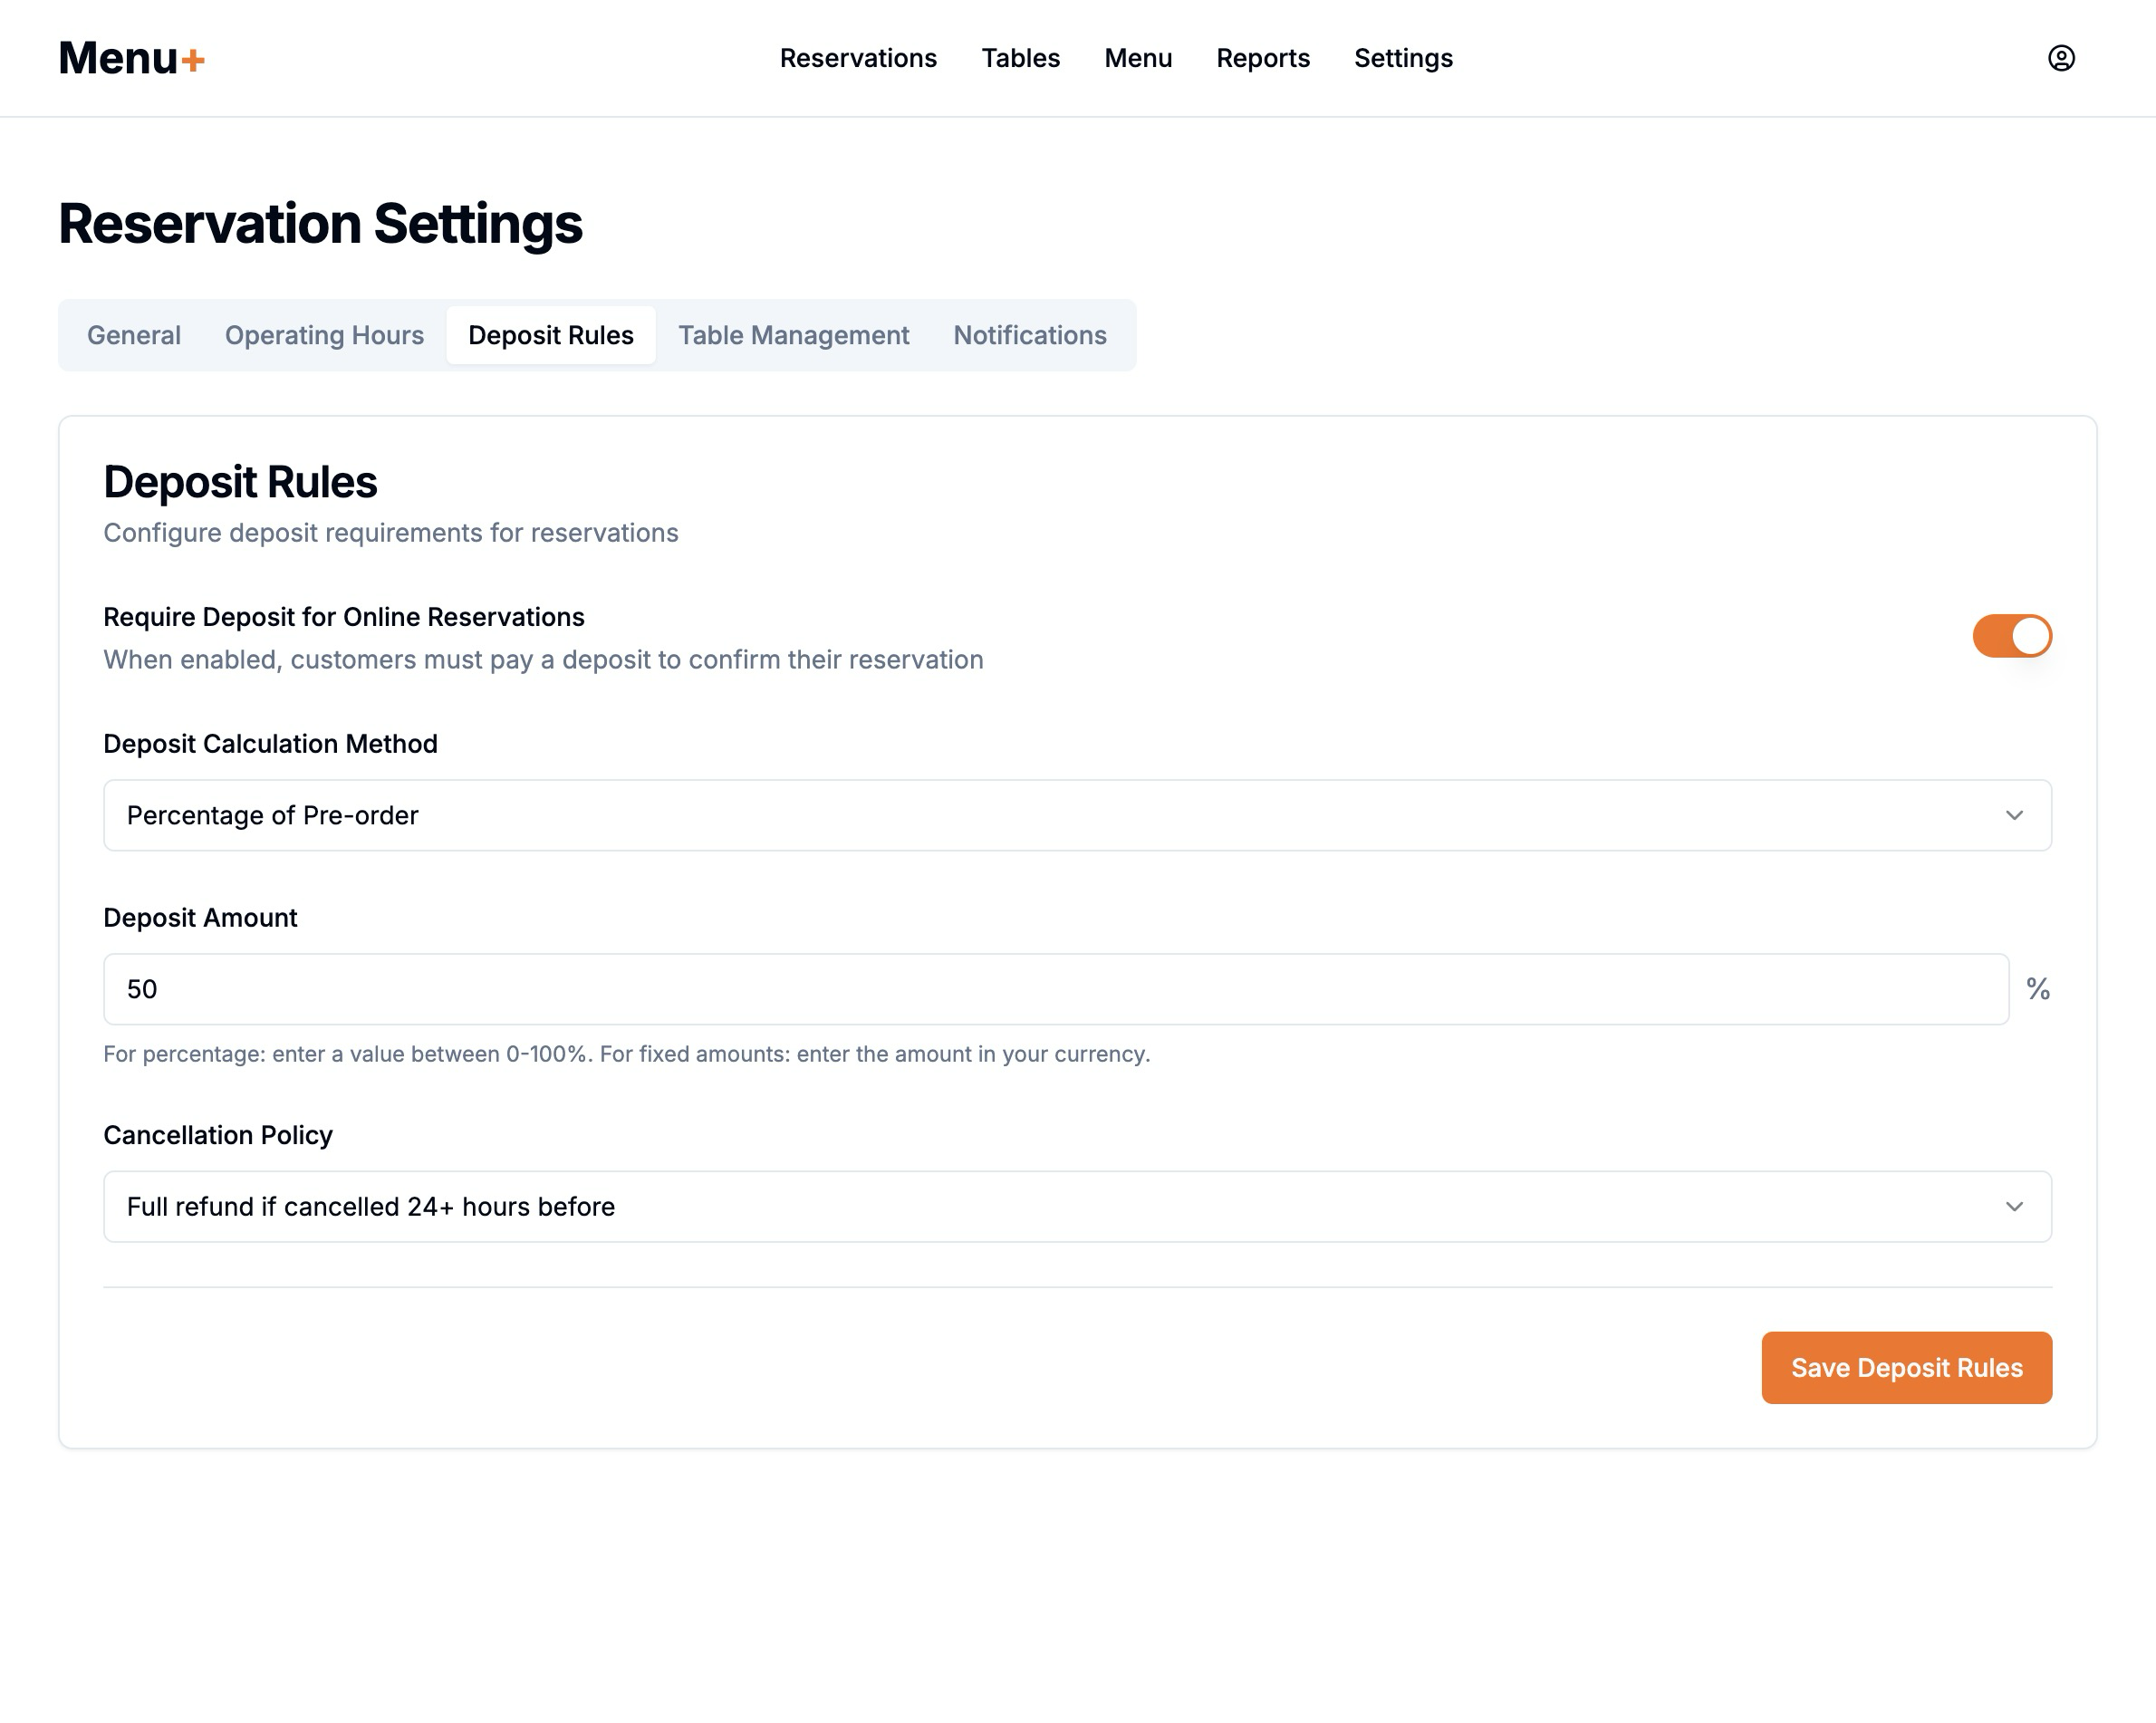 Menu+
Reservations Tables Menu Reports Settings
Reservation Settings
General Operating Hours Deposit Rules Table Management Notifications
Deposit Rules
Configure deposit requirements for reservations
Require Deposit for Online Reservations
When enabled, customers must pay a deposit to confirm their reservation
Deposit Calculation Method
Percentage of Pre-order
Deposit Amount
50 %
For percentage: enter a value between 0-100%. For fixed amounts: enter the amount in your currency.
Cancellation Policy
Full refund if cancelled 24+ hours before
Save Deposit Rules